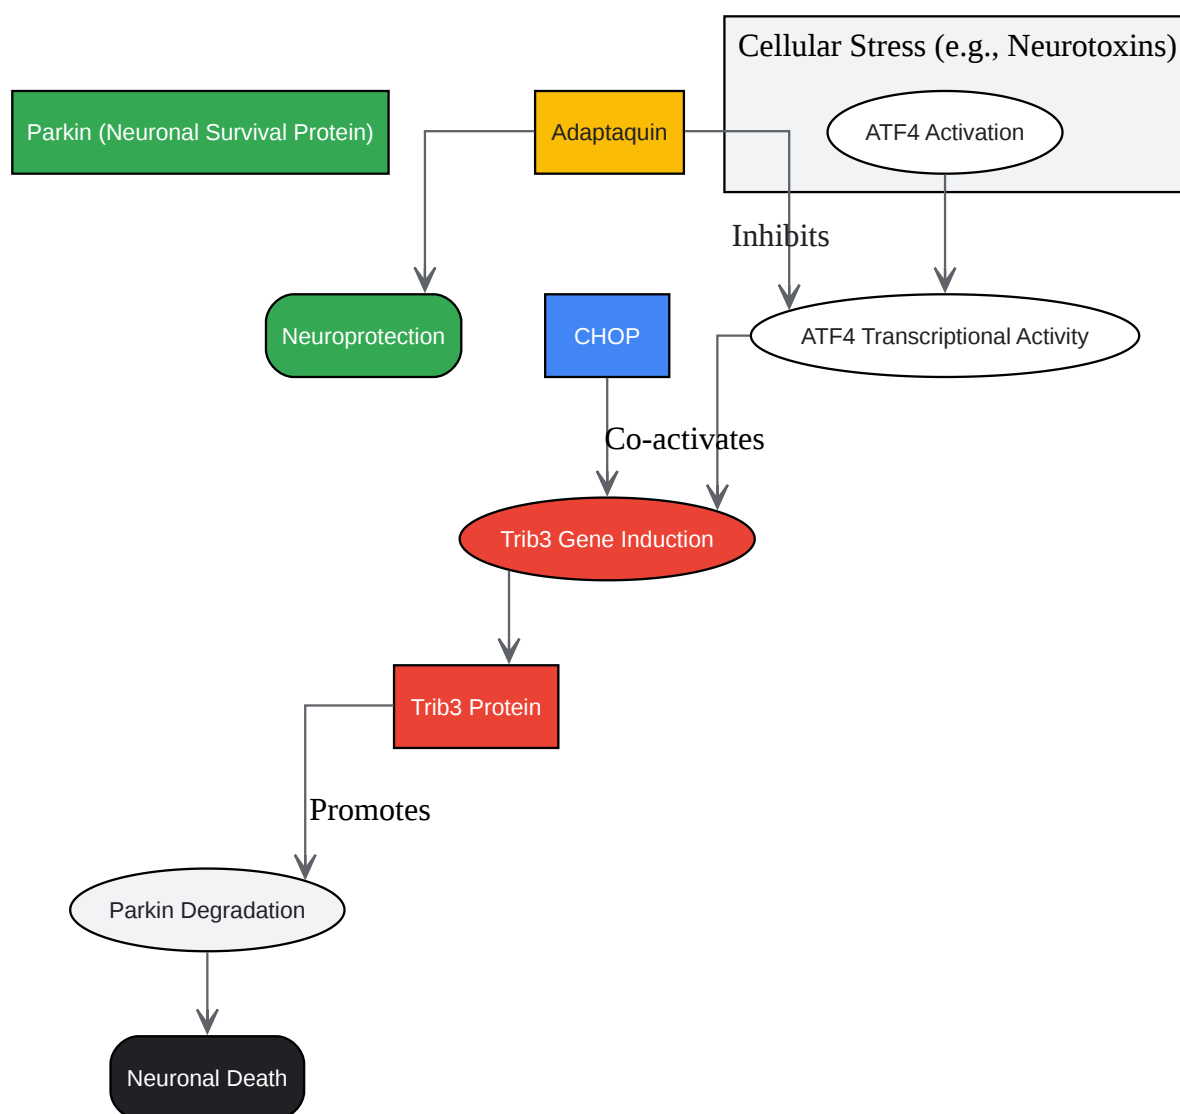 Cellular Stress (e.g., Neurotoxins)
Parkin (Neuronal Survival Protein)
Adaptaquin
ATF4 Activation
Inhibits
Neuroprotection
CHOP
ATF4 Transcriptional Activity
Co-activates
Trib3 Gene Induction
Trib3 Protein
Promotes
Parkin Degradation
Neuronal Death